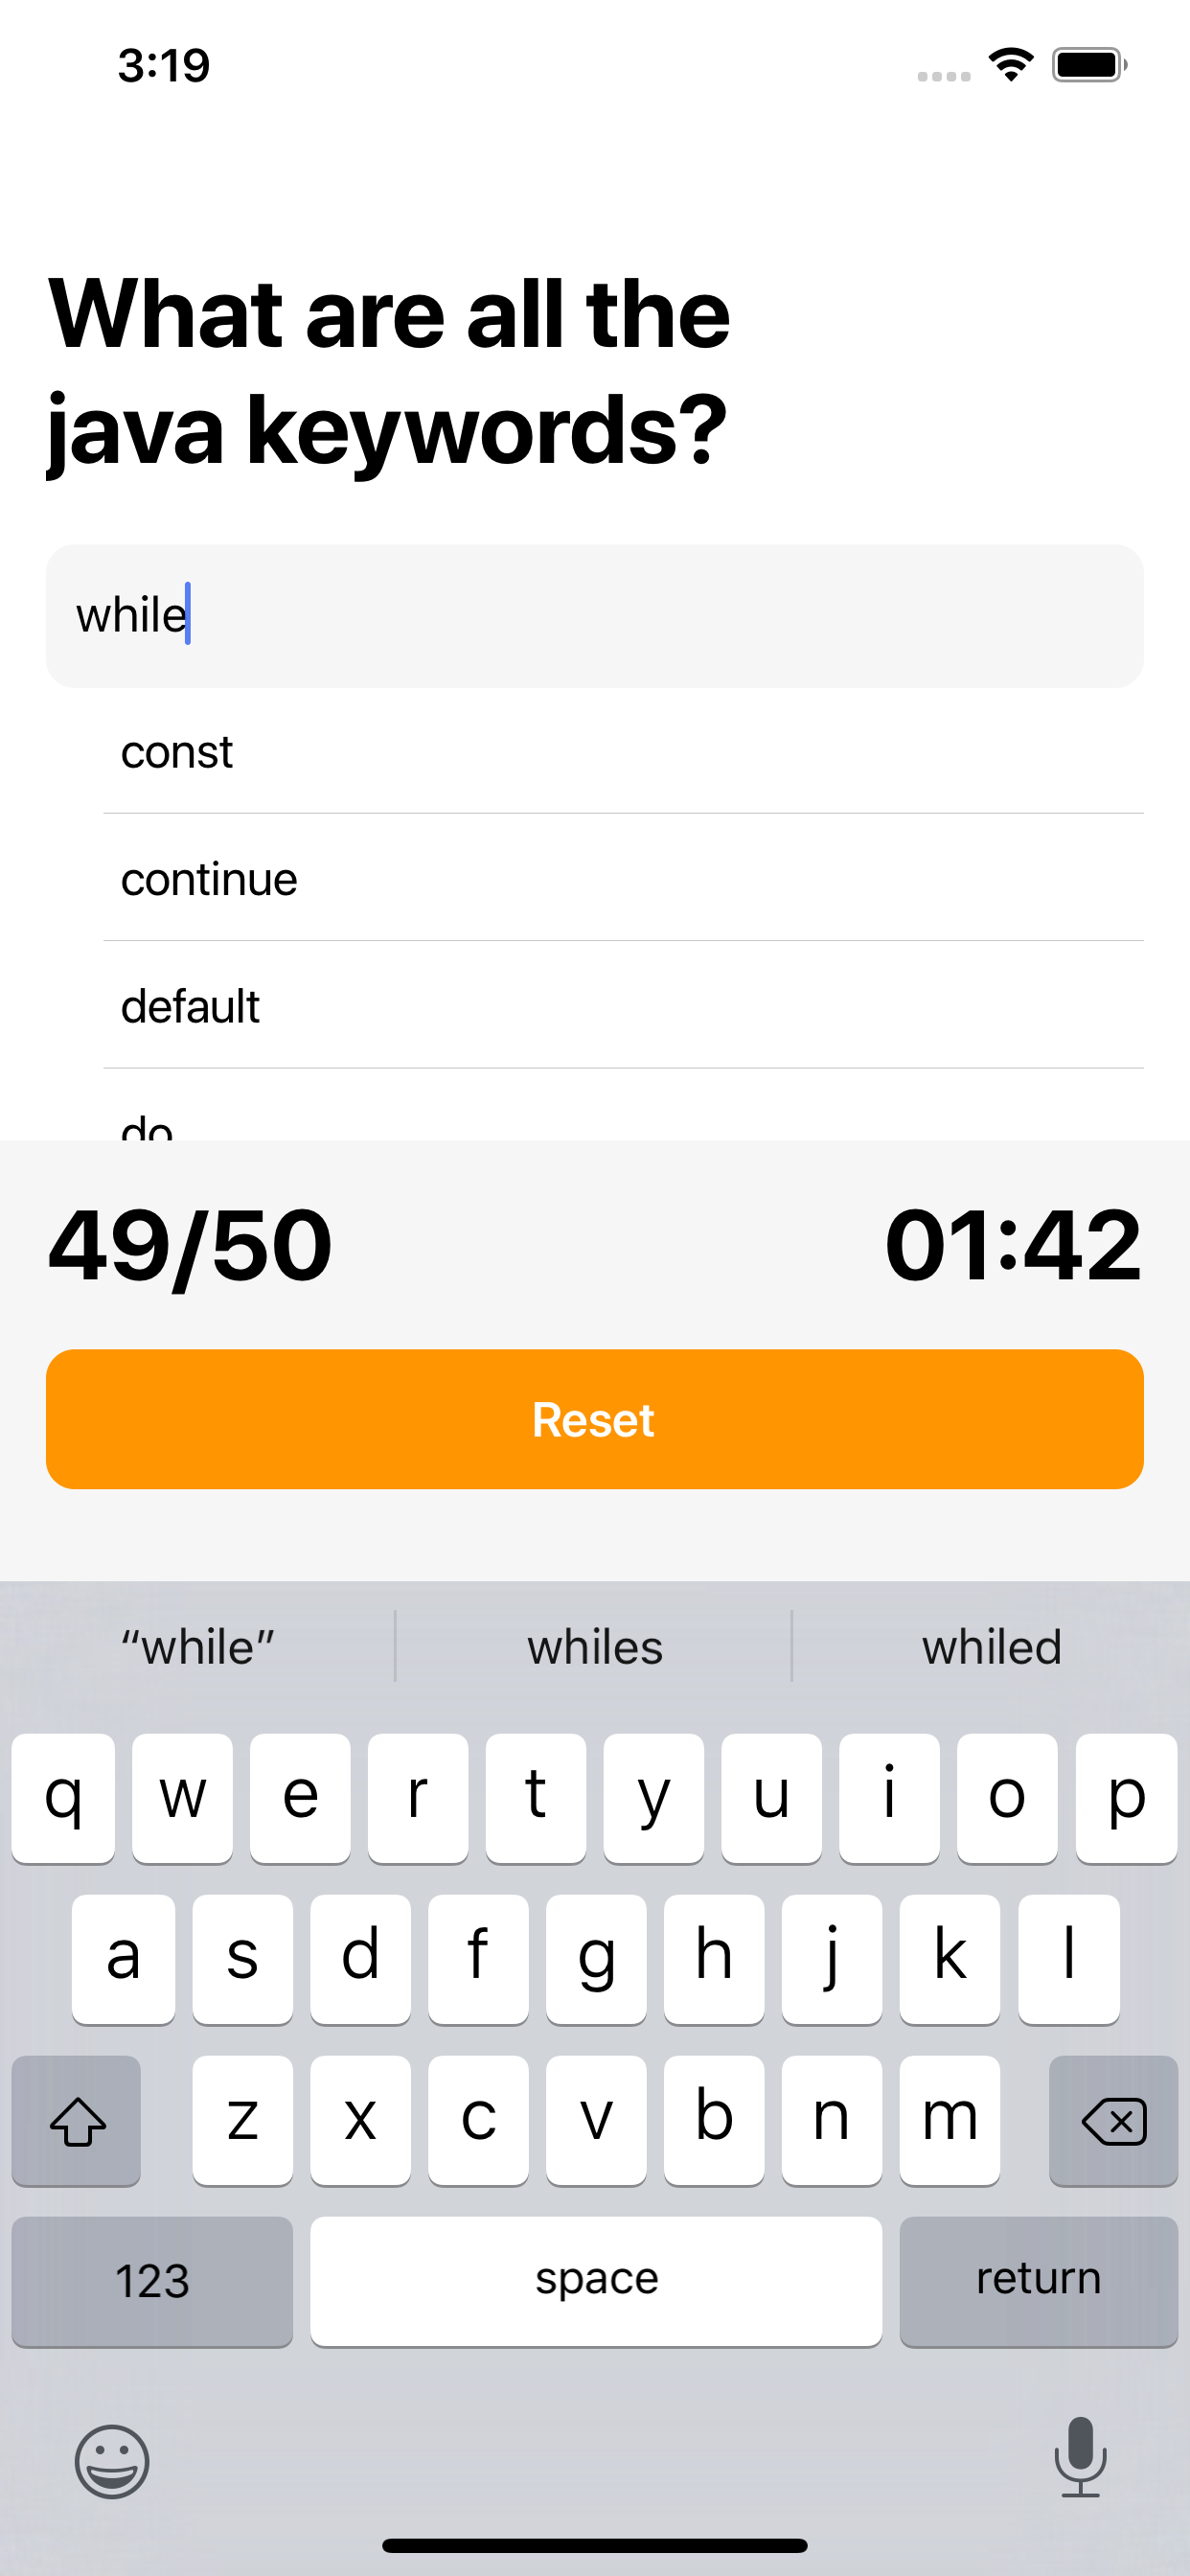 3:19
What are all the
java keywords?
while
const
continue
default
do
49/50
01:42
Reset
“while”
whiles
whiled
q w e r t y u i o p
a s d f g h j k l
z x c v b n m
123
space
return